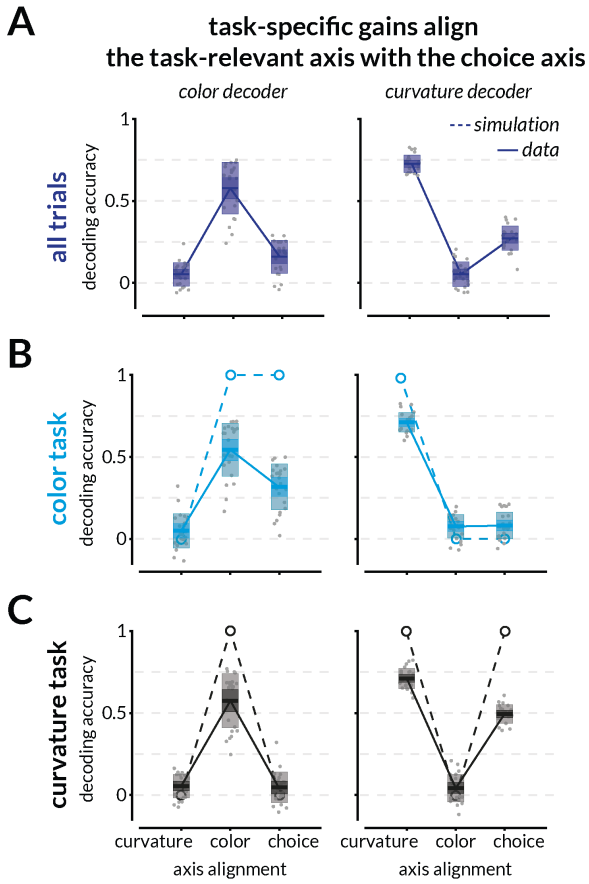 A
task-specific gains align
the task-relevant axis with the choice axis
color decoder
curvature decoder
all trials
decoding accuracy
1
0.5
0
simulation
data
B
color task
decoding accuracy
1
0.5
0
C
curvature task
decoding accuracy
1
0.5
0
curvature color choice
curvature color choice
axis alignment
axis alignment